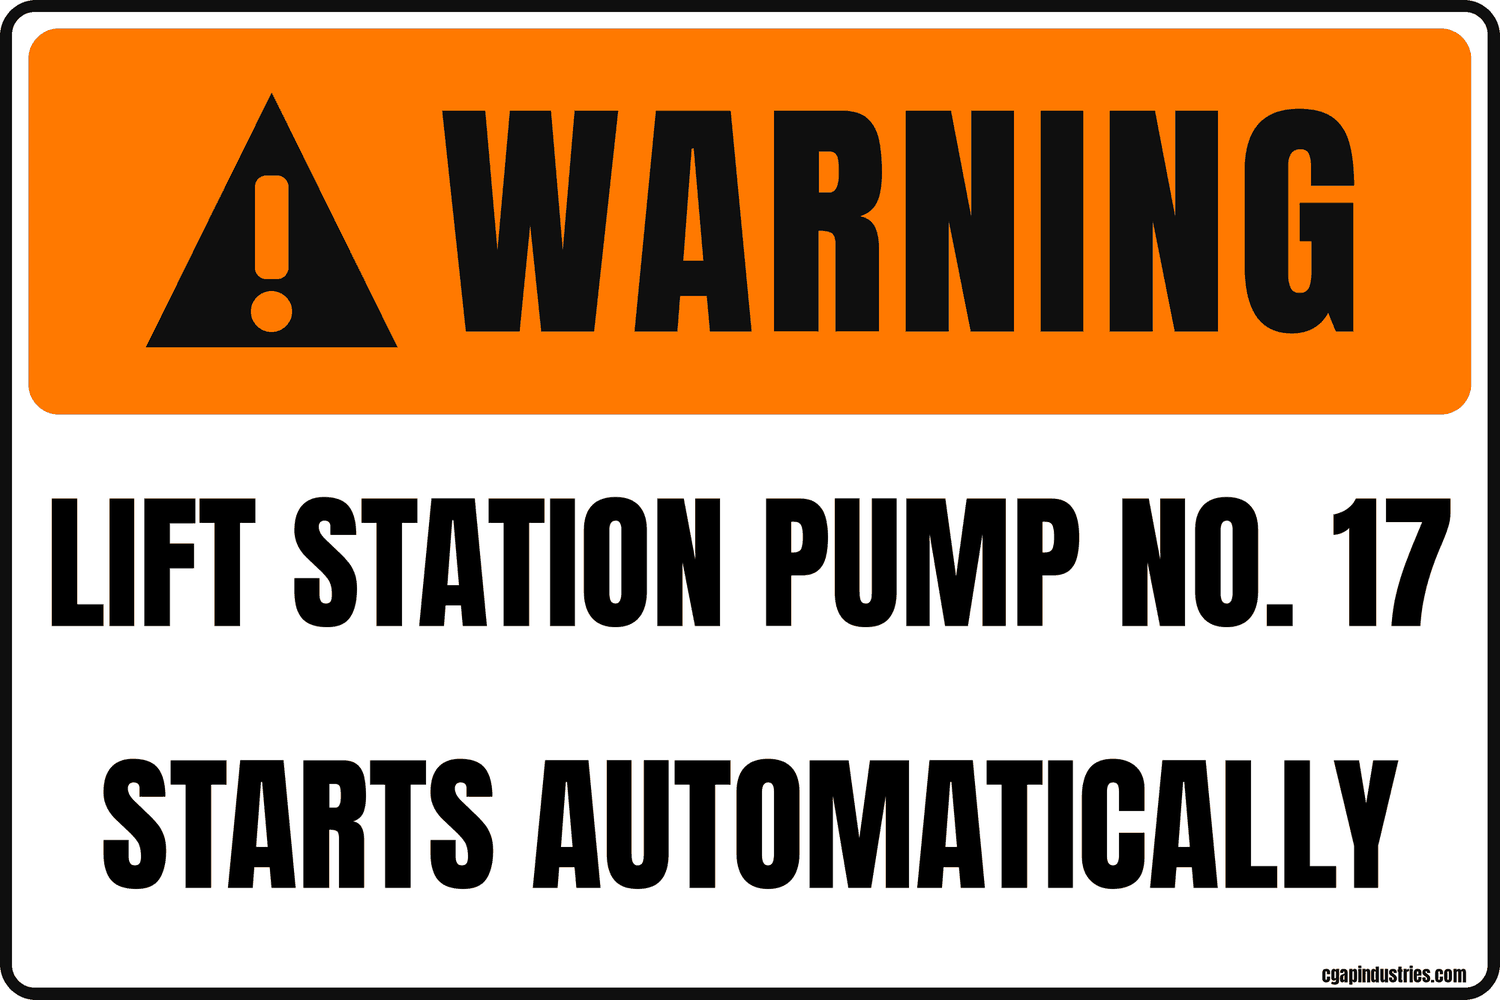 WARNING
LIFT STATION PUMP NO. 17
STARTS AUTOMATICALLY
cgapindustries.com